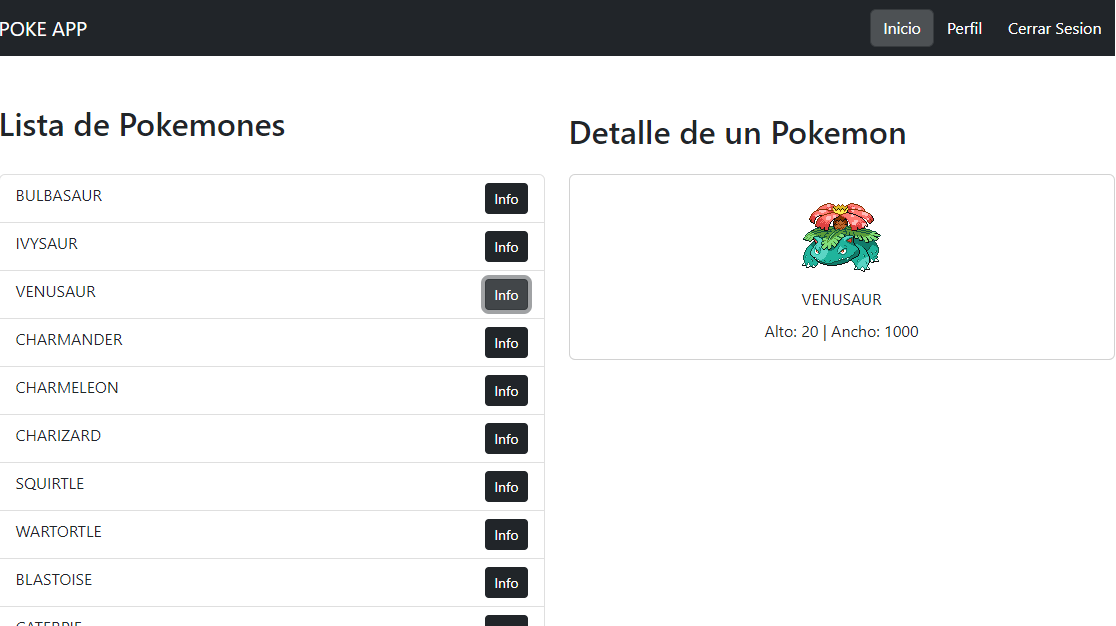 POKE APP
Inicio
Perfil
Cerrar Sesion
Lista de Pokemones
BULBASAUR Info
IVYSAUR Info
VENUSAUR Info
CHARMANDER Info
CHARMELEON Info
CHARIZARD Info
SQUIRTLE Info
WARTORTLE Info
BLASTOISE Info
CATERPIE
Detalle de un Pokemon
VENUSAUR
Alto: 20 | Ancho: 1000